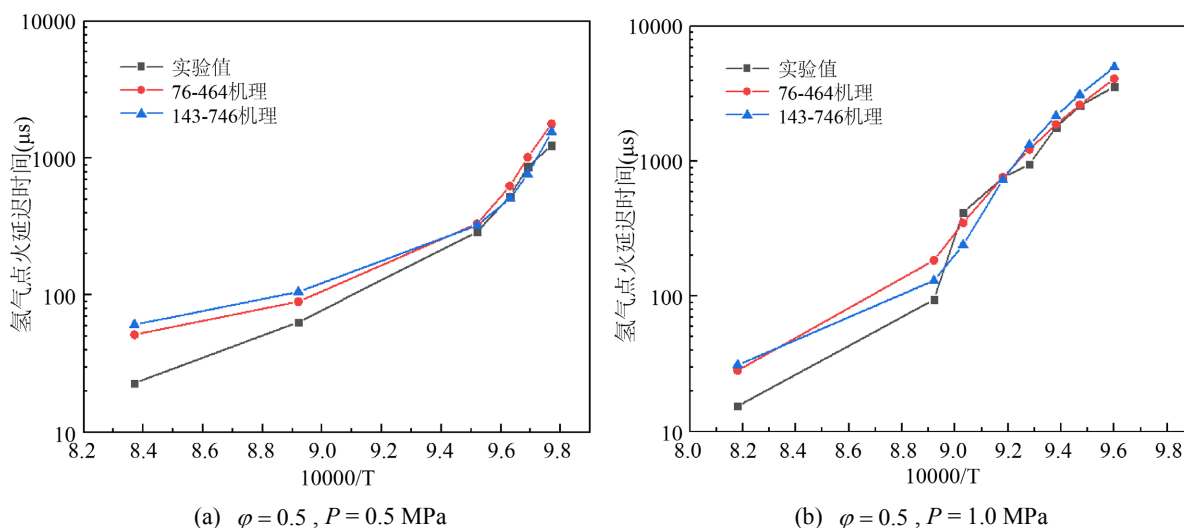 10000
1000
100
10
氢气点火延迟时间(μs)
实验值
76-464机理
143-746机理
8.2 8.4 8.6 8.8 9.0 9.2 9.4 9.6 9.8
10000/T
(a) φ = 0.5 , P = 0.5 MPa
10000
1000
100
10
氢气点火延迟时间(μs)
实验值
76-464机理
143-746机理
8.0 8.2 8.4 8.6 8.8 9.0 9.2 9.4 9.6 9.8
10000/T
(b) φ = 0.5 , P = 1.0 MPa